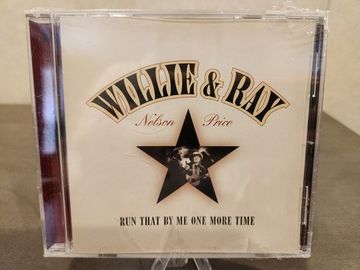 WILLIE & RAY
Nelson Price
RUN THAT BY ME ONE MORE TIME